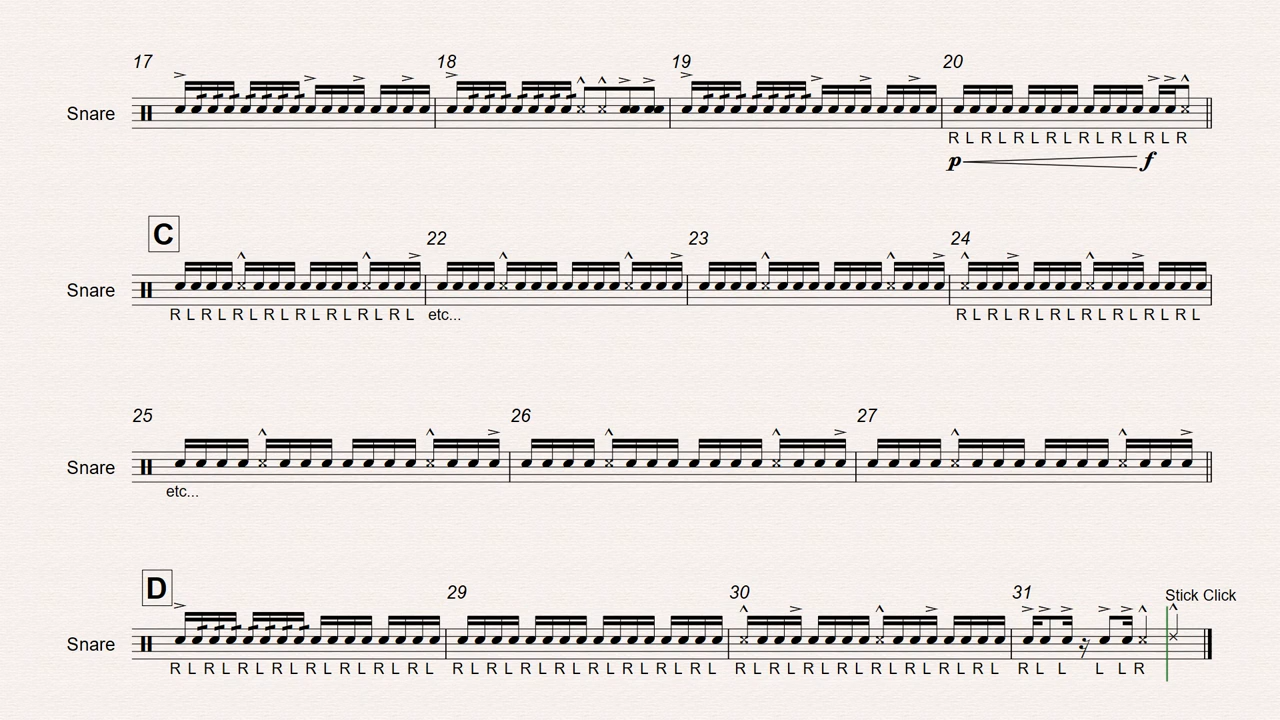 17 18 19 20
Snare
R L R L R L R L R L R L R L R
p f
C 22 23 24
Snare
R L R L R L R L R L R L R L R L etc... R L R L R L R L R L R L R L R L
25 26 27
Snare
etc...
D 29 30 31 Stick Click
Snare
R L R L R L R L R L R L R L R L R L R L R L R L R L R L R L R L R L R L R L R L R L R L R L R L R L L L L R